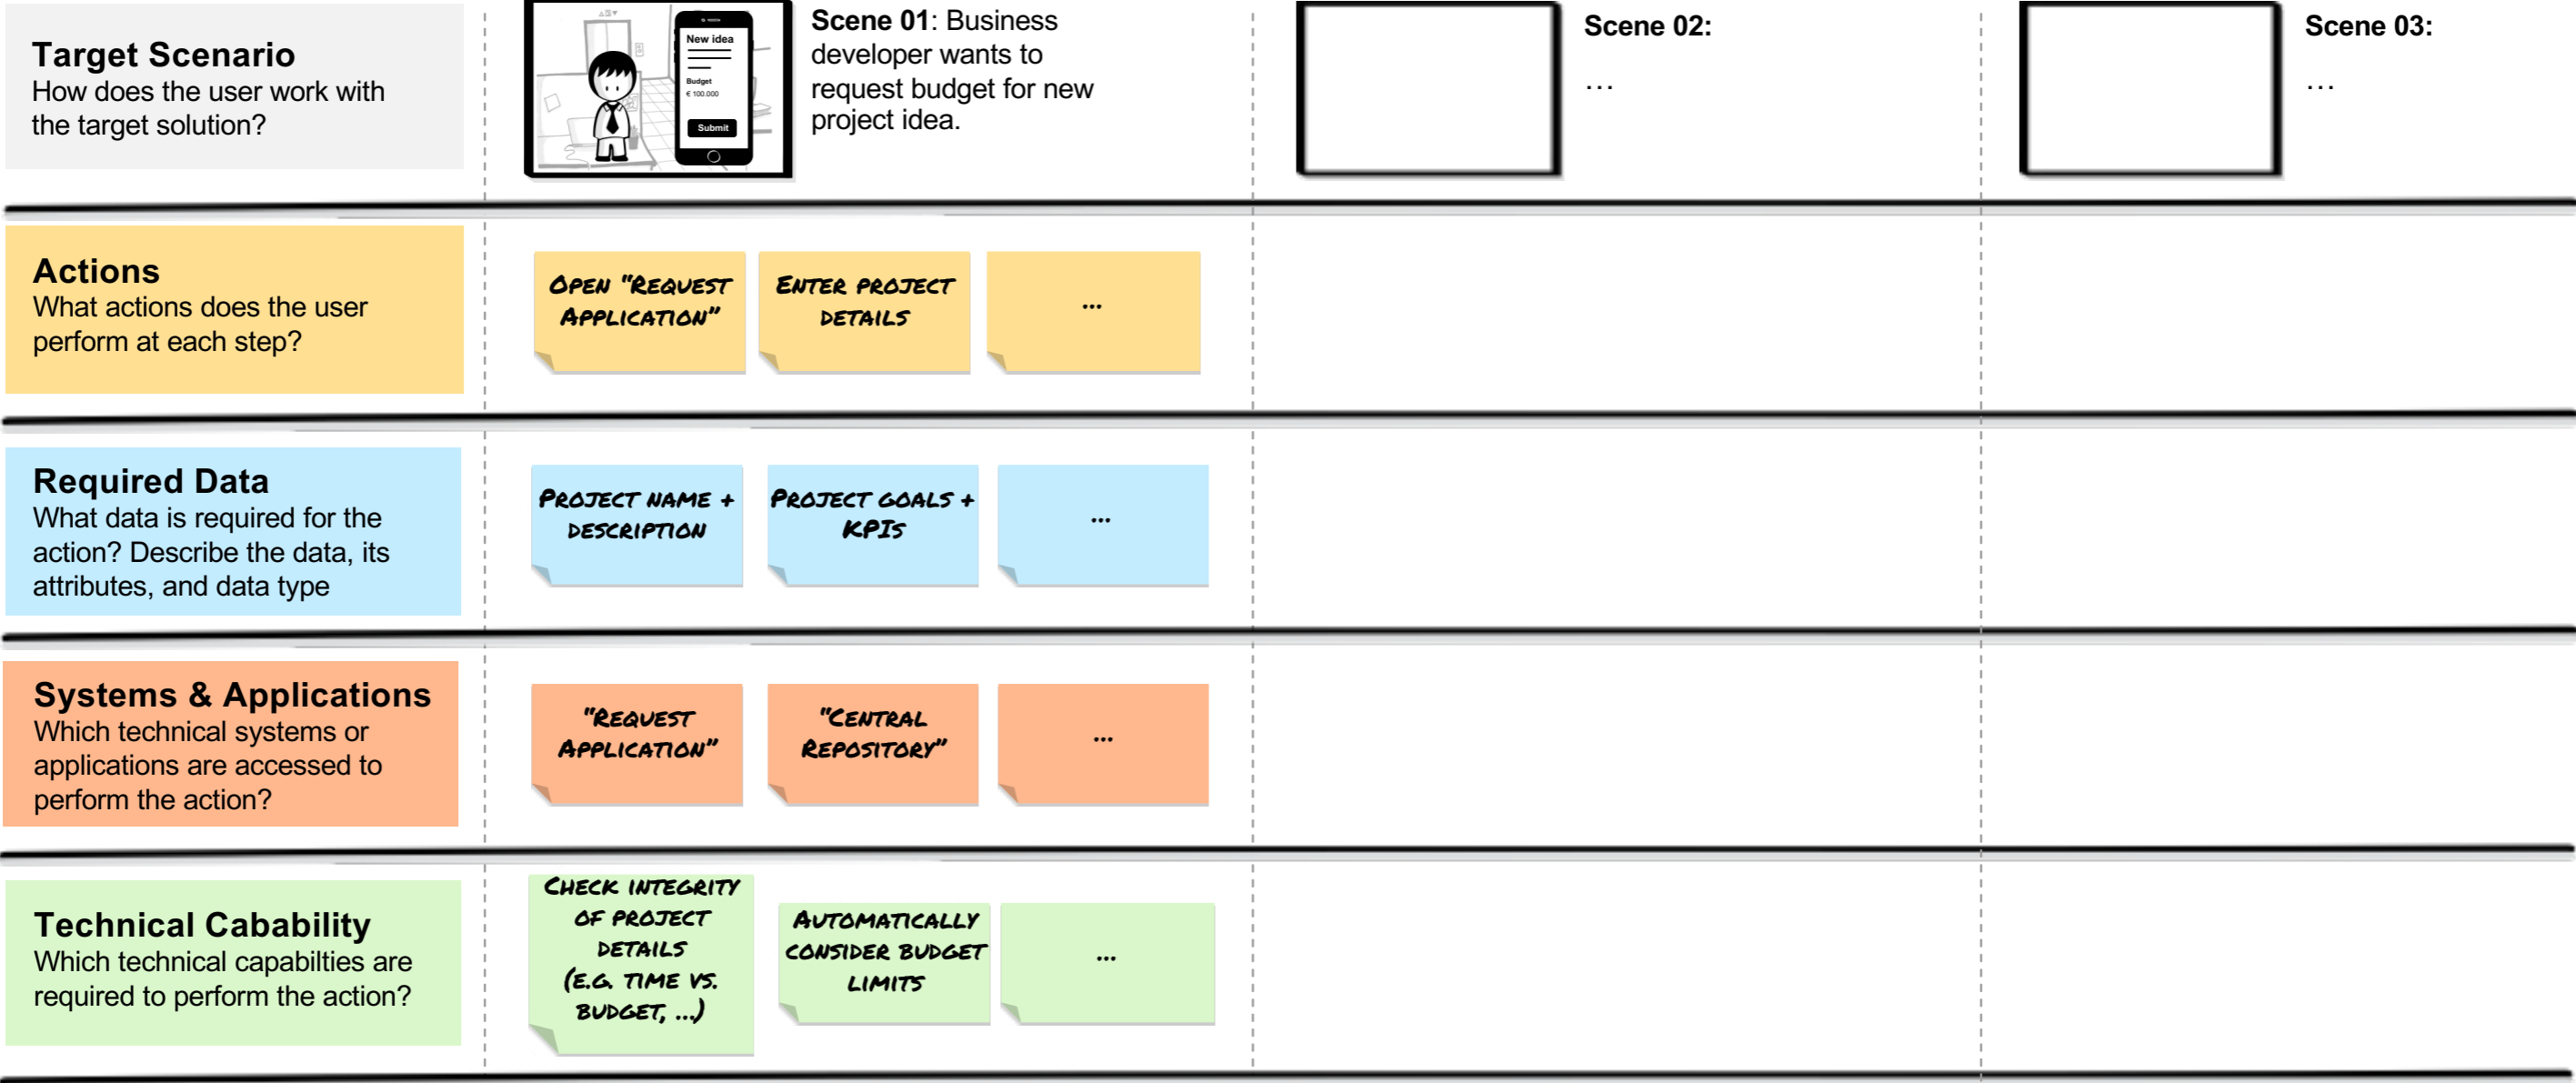 Target Scenario
How does the user work with
the target solution?
New idea
Budget
€ 100.000
Submit
Scene 01: Business
developer wants to
request budget for new
project idea.
Scene 02:
...
Scene 03:
...
Actions
What actions does the user
perform at each step?
OPEN "REQUEST
APPLICATION"
ENTER PROJECT
DETAILS
...
Required Data
What data is required for the
action? Describe the data, its
attributes, and data type
PROJECT NAME +
DESCRIPTION
PROJECT GOALS +
KPIS
...
Systems & Applications
Which technical systems or
applications are accessed to
perform the action?
"REQUEST
APPLICATION"
"CENTRAL
REPOSITORY"
...
Technical Cabability
Which technical capabilties are
required to perform the action?
CHECK INTEGRITY
OF PROJECT
DETAILS
(E.G. TIME VS.
BUDGET, ...)
AUTOMATICALLY
CONSIDER BUDGET
LIMITS
...